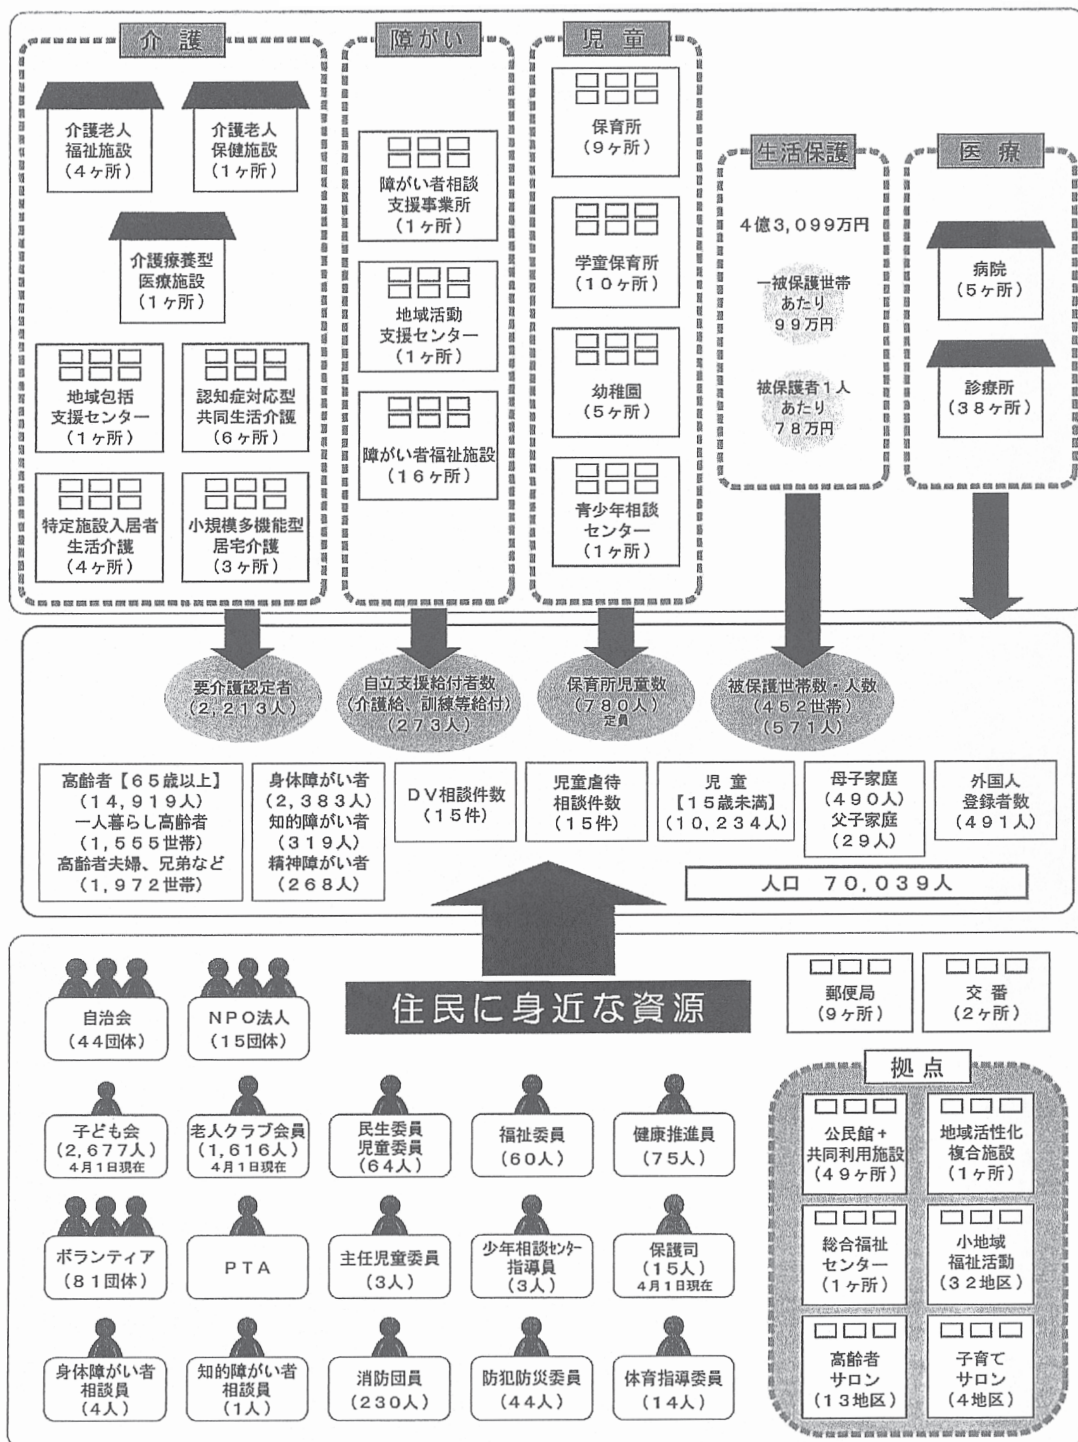 介護
介護老人
福祉施設
(4ヶ所)
介護老人
保健施設
(1ヶ所)
介護療養型
医療施設
(1ヶ所)
地域包括
支援センター
(1ヶ所)
認知症対応型
共同生活介護
(6ヶ所)
特定施設入居者
生活介護
(4ヶ所)
小規模多機能型
居宅介護
(3ヶ所)
障がい
障がい者相談
支援事業所
(1ヶ所)
地域活動
支援センター
(1ヶ所)
障がい者福祉施設
(16ヶ所)
児童
保育所
(9ヶ所)
学童保育所
(10ヶ所)
幼稚園
(5ヶ所)
青少年相談
センター
(1ヶ所)
生活保護
4億3,099万円
一被保護世帯
あたり
99万円
被保護者1人
あたり
78万円
医療
病院
(5ヶ所)
診療所
(38ヶ所)
要介護認定者
(2,213人)
自立支援給付者数
(介護給、訓練等給付)
(273人)
保育所児童数
(780人)
定員
被保護世帯数・人数
(452世帯)
(571人)
高齢者【65歳以上】
(14,919人)
一人暮らし高齢者
(1,555世帯)
高齢者夫婦、兄弟など
(1,972世帯)
身体障がい者
(2,383人)
知的障がい者
(319人)
精神障がい者
(268人)
DV相談件数
(15件)
児童虐待
相談件数
(15件)
児童
【15歳未満】
(10,234人)
母子家庭
(490人)
父子家庭
(29人)
外国人
登録者数
(491人)
人口 70,039人
住民に身近な資源
自治会
(44団体)
NPO法人
(15団体)
郵便局
(9ヶ所)
交番
(2ヶ所)
子ども会
(2,677人)
4月1日現在
老人クラブ会員
(1,616人)
4月1日現在
民生委員
児童委員
(64人)
福祉委員
(60人)
健康推進員
(75人)
ボランティア
(81団体)
PTA
主任児童委員
(3人)
少年相談センター
指導員
(3人)
保護司
(15人)
4月1日現在
身体障がい者
相談員
(4人)
知的障がい者
相談員
(1人)
消防団員
(230人)
防犯防災委員
(44人)
体育指導委員
(14人)
拠点
公民館+
共同利用施設
(49ヶ所)
地域活性化
複合施設
(1ヶ所)
総合福祉
センター
(1ヶ所)
小地域
福祉活動
(32地区)
高齢者
サロン
(13地区)
子育て
サロン
(4地区)